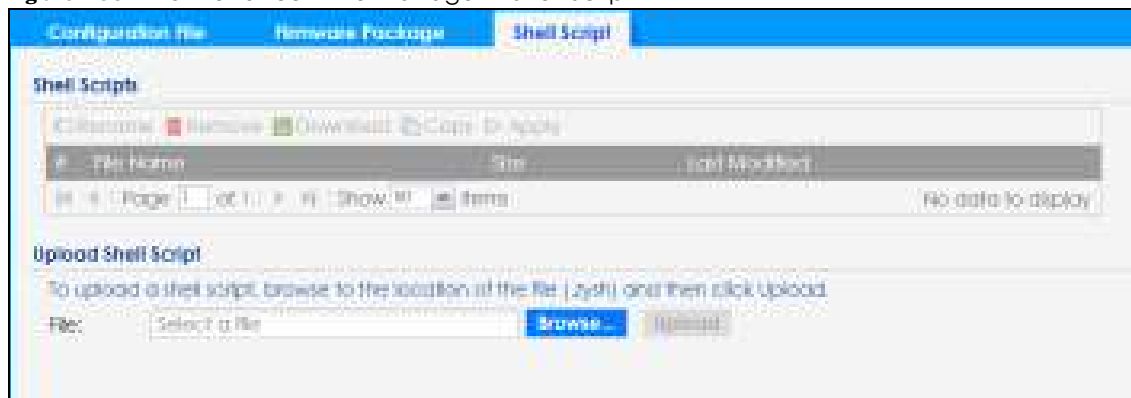 Configuration File Firmware Package Shell Script
Shell Scripts
Rename Remove Download Copy Apply
# File Name Size Last Modified
Page 1 of 1 Show 50 items No data to display
Upload Shell Script
To upload a shell script, browse to the location of the file (.zysh) and then click Upload.
File: Select a file Browse... Upload